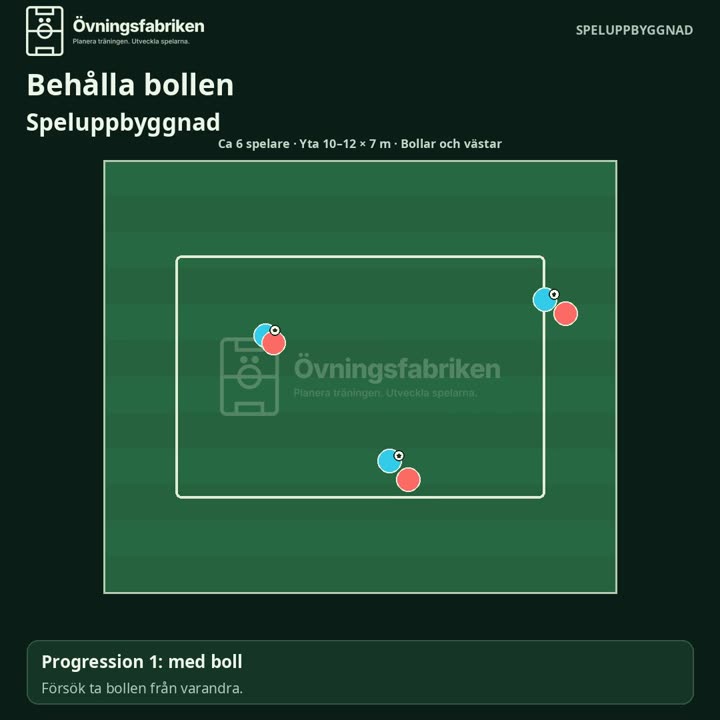 Övningsfabriken
Planera träningen. Utveckla spelarna.
SPELUPPBYGGNAD
Behålla bollen
Speluppbyggnad
Ca 6 spelare · Yta 10–12 × 7 m · Bollar och västar
Övningsfabriken
Planera träningen. Utveckla spelarna.
Progression 1: med boll
Försök ta bollen från varandra.